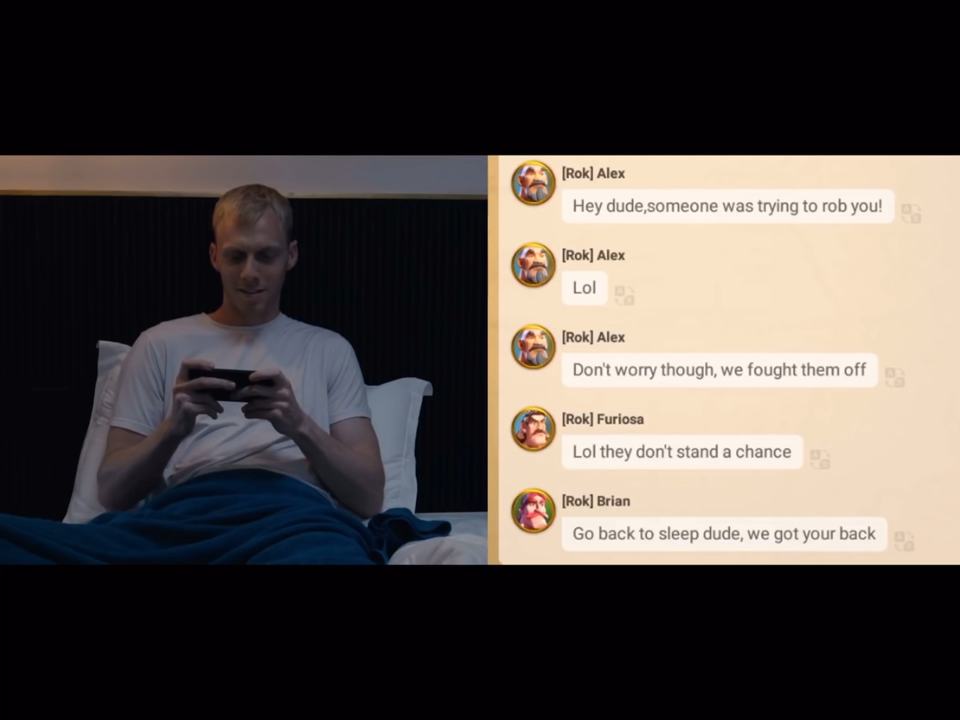 [Rok] Alex
Hey dude,someone was trying to rob you!
[Rok] Alex
Lol
[Rok] Alex
Don't worry though, we fought them off
[Rok] Furiosa
Lol they don't stand a chance
[Rok] Brian
Go back to sleep dude, we got your back